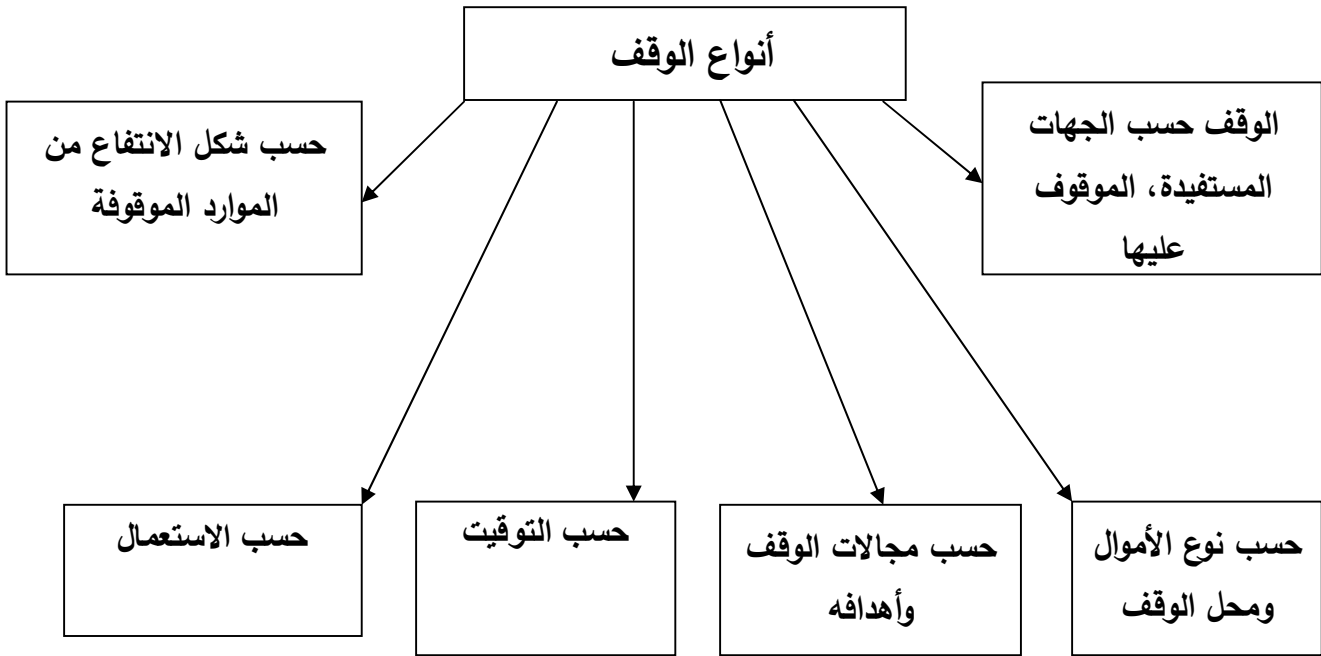 أنواع الوقف
الوقف حسب الجهات
المستفيدة، الموقوف
عليها
حسب شكل الانتفاع من
الموارد الموقوفة
حسب نوع الأموال
ومحل الوقف
حسب مجالات الوقف
وأهدافه
حسب التوقيت
حسب الاستعمال